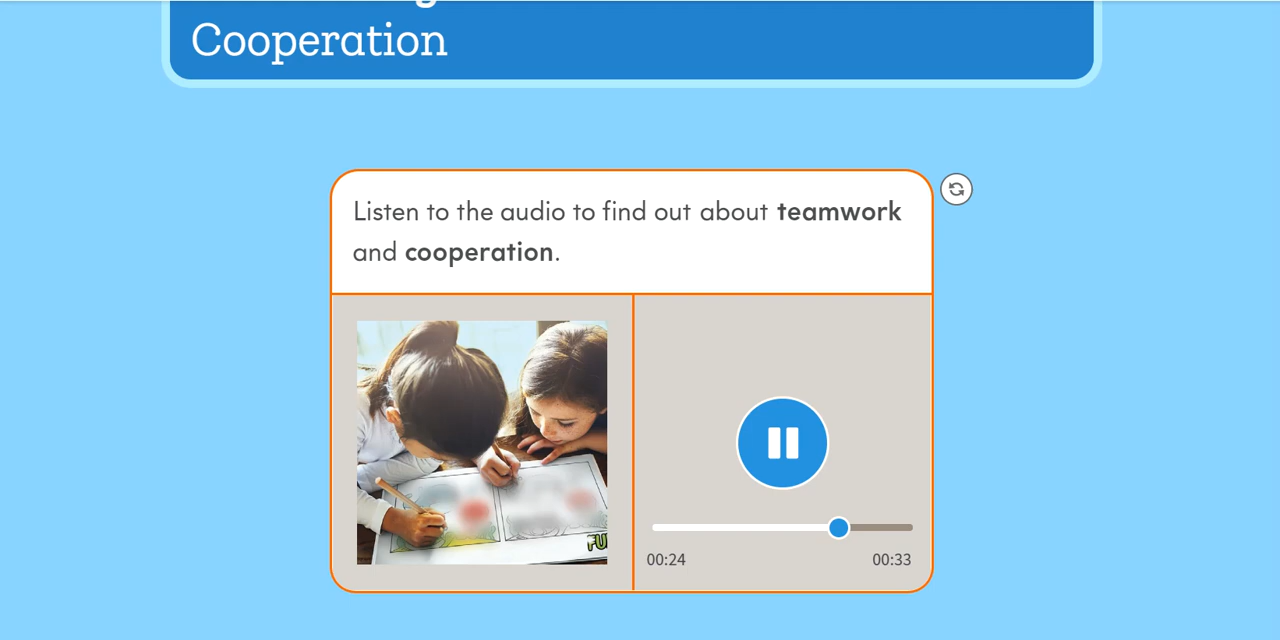 Cooperation
Listen to the audio to find out about teamwork
and cooperation.
00:24
00:33